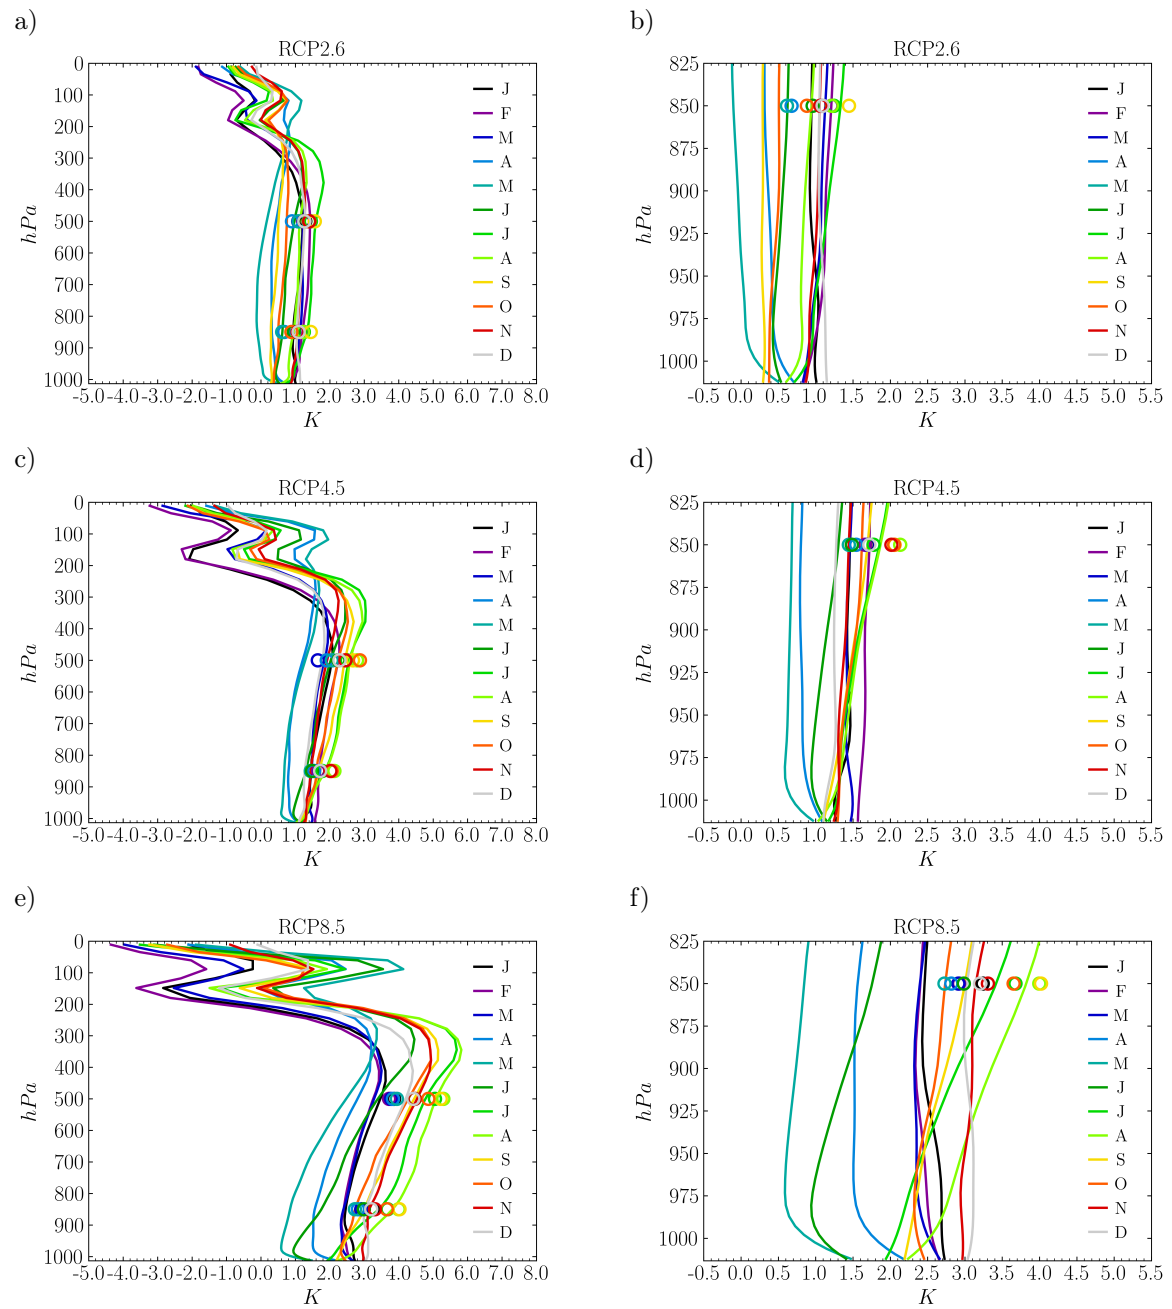 a)
RCP2.6
0
100
200
300
400
500
600
700
800
900
1000
hPa
-5.0 -4.0 -3.0 -2.0 -1.0 0.0 1.0 2.0 3.0 4.0 5.0 6.0 7.0 8.0
K
J
F
M
A
M
J
J
A
S
O
N
D
b)
RCP2.6
825
850
875
900
925
950
975
1000
hPa
-0.5 0.0 0.5 1.0 1.5 2.0 2.5 3.0 3.5 4.0 4.5 5.0 5.5
K
J
F
M
A
M
J
J
A
S
O
N
D
c)
RCP4.5
0
100
200
300
400
500
600
700
800
900
1000
hPa
-5.0 -4.0 -3.0 -2.0 -1.0 0.0 1.0 2.0 3.0 4.0 5.0 6.0 7.0 8.0
K
J
F
M
A
M
J
J
A
S
O
N
D
d)
RCP4.5
825
850
875
900
925
950
975
1000
hPa
-0.5 0.0 0.5 1.0 1.5 2.0 2.5 3.0 3.5 4.0 4.5 5.0 5.5
K
J
F
M
A
M
J
J
A
S
O
N
D
e)
RCP8.5
0
100
200
300
400
500
600
700
800
900
1000
hPa
-5.0 -4.0 -3.0 -2.0 -1.0 0.0 1.0 2.0 3.0 4.0 5.0 6.0 7.0 8.0
K
J
F
M
A
M
J
J
A
S
O
N
D
f)
RCP8.5
825
850
875
900
925
950
975
1000
hPa
-0.5 0.0 0.5 1.0 1.5 2.0 2.5 3.0 3.5 4.0 4.5 5.0 5.5
K
J
F
M
A
M
J
J
A
S
O
N
D